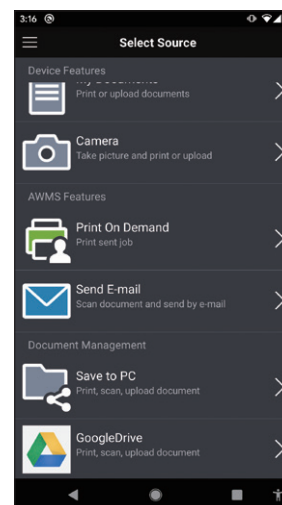 3:16
Select Source
Device Features
My Documents
Print or upload documents
Camera
Take picture and print or upload
AWMS Features
Print On Demand
Print sent job
Send E-mail
Scan document and send by e-mail
Document Management
Save to PC
Print, scan, upload document
GoogleDrive
Print, scan, upload document